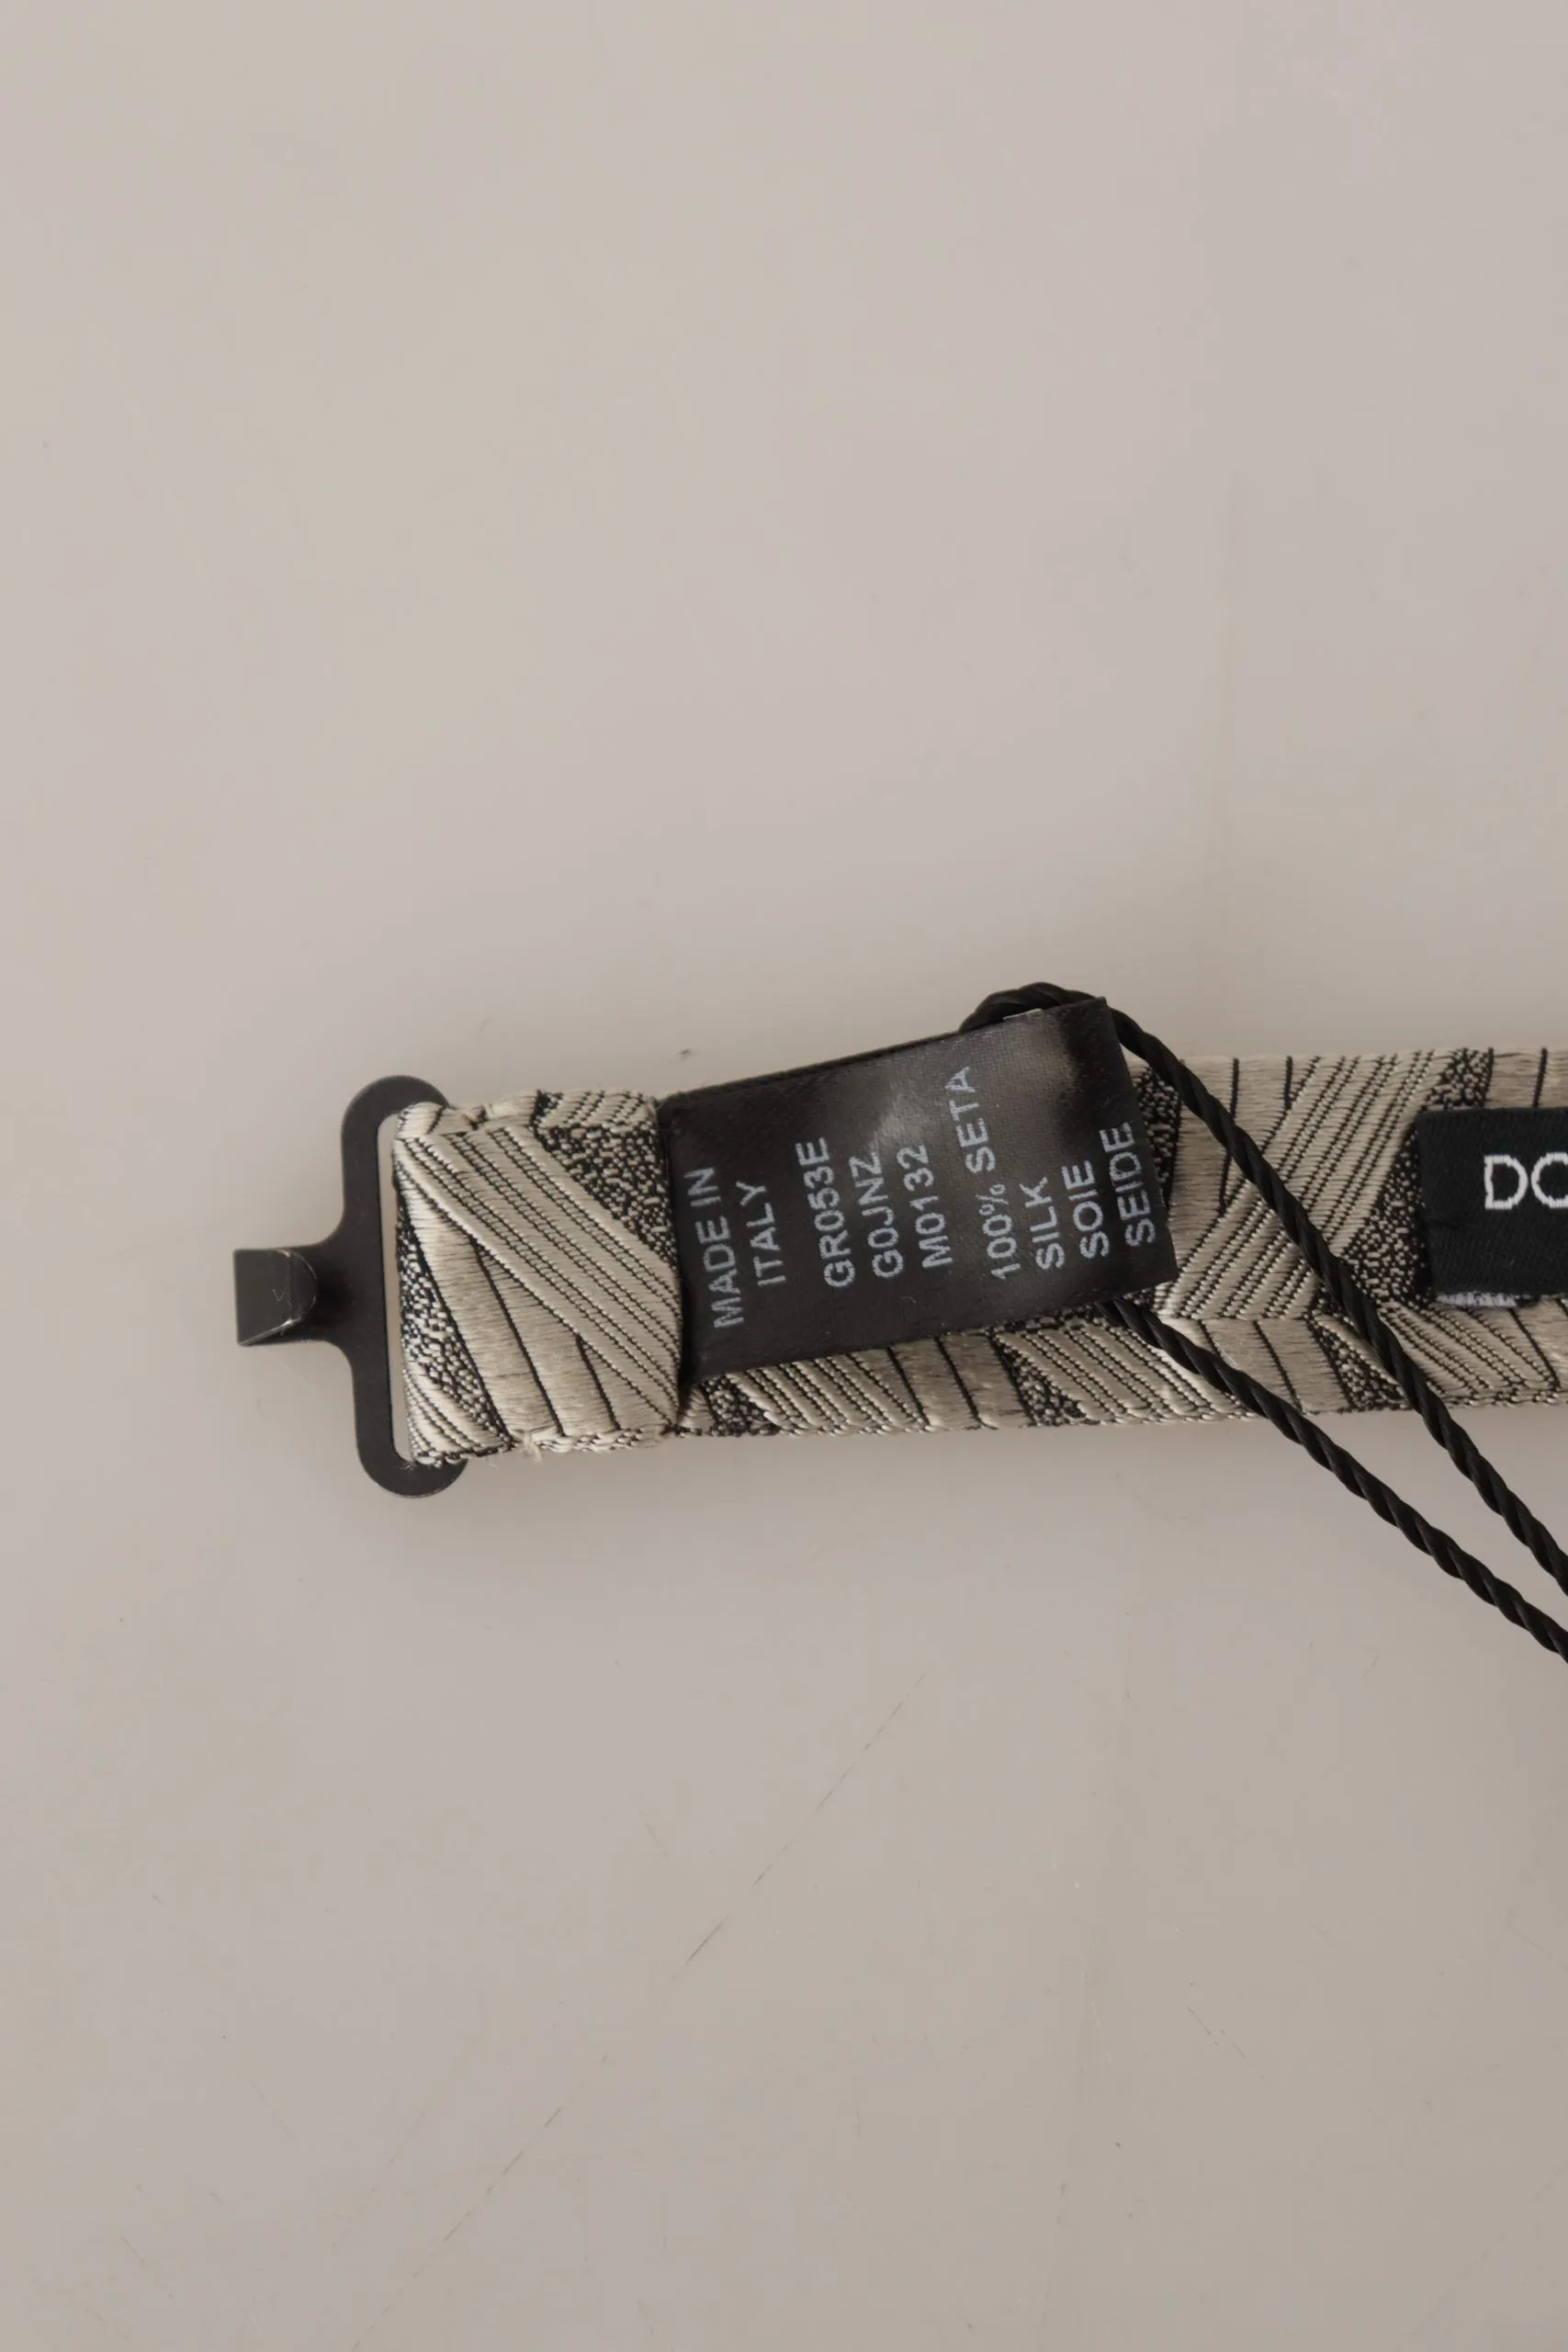 MADE IN
ITALY
GR053E
G0JNZ
M0132
100% SETA
SILK
SOIE
SEIDE
DO